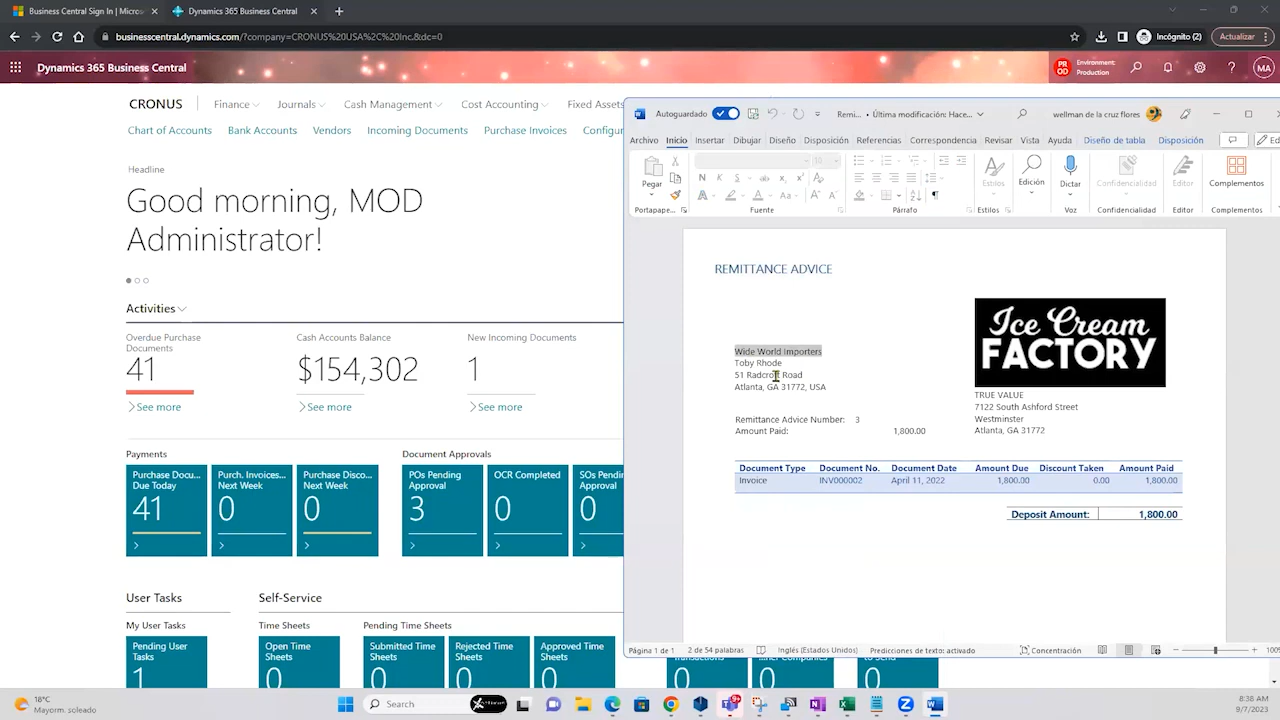 Business Central Sign In | Micros
Dynamics 365 Business Central
businesscentral.dynamics.com/?company=CRONUS%20USA%2C%20Inc.&dc=0
Incógnito (2)
Actualizar
Dynamics 365 Business Central
PR
OD
Environment:
Production
MA
CRONUS
Finance
Journals
Cash Management
Cost Accounting
Fixed Assets
Chart of Accounts
Bank Accounts
Vendors
Incoming Documents
Purchase Invoices
Configur
Headline
Good morning, MOD
Administrator!
Activities
Overdue Purchase
Documents
41
See more
Cash Accounts Balance
$154,302
See more
New Incoming Documents
1
See more
Payments
Document Approvals
Purchase Docu...
Due Today
41
Purch. Invoices...
Next Week
0
Purchase Disco...
Next Week
0
POs Pending
Approval
3
OCR Completed
0
SOs Pendin
Approval
0
User Tasks
Self-Service
My User Tasks
Time Sheets
Pending Time Sheets
Pending User
Tasks
1
Open Time
Sheets
0
Submitted Time
Sheets
0
Rejected Time
Sheets
0
Approved Time
Sheets
0
0
0
0
Autoguardado
Remi...
• Última modificación: Hace...
wellman de la cruz flores
Archivo
Inicio
Insertar
Dibujar
Diseño
Disposición
Referencias
Correspondencia
Revisar
Vista
Ayuda
Diseño de tabla
Disposición
Edi
Pegar
10
N
K
S
Aa
Estilos
Edición
Dictar
Confidencialidad
Editor
Complementos
Portapape...
Fuente
Párrafo
Estilos
Voz
Confidencialidad
Editor
Complementos
REMITTANCE ADVICE
Ice Cream
FACTORY
Wide World Importers
Toby Rhode
51 Radcroft Road
Atlanta, GA 31772, USA
TRUE VALUE
7122 South Ashford Street
Westminster
Atlanta, GA 31772
Remittance Advice Number: 3
Amount Paid: 1,800.00
Document Type Document No. Document Date Amount Due Discount Taken Amount Paid
Invoice INV000002 April 11, 2022 1,800.00 0.00 1,800.00
Deposit Amount: 1,800.00
Página 1 de 1
2 de 54 palabras
Inglés (Estados Unidos)
Predicciones de texto: activado
Concentración
18°C
Mayorm. soleado
Search
8:38 AM
9/7/2023